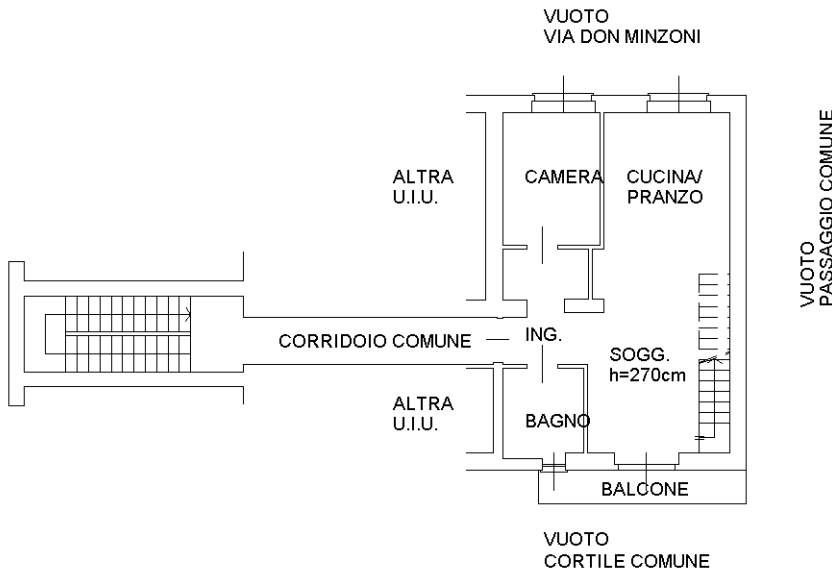 VUOTO
VIA DON MINZONI
ALTRA
U.I.U.
CAMERA
CUCINA/
PRANZO
VUOTO
PASSAGGIO COMUNE
CORRIDOIO COMUNE
ING.
SOGG.
h=270cm
ALTRA
U.I.U.
BAGNO
BALCONE
VUOTO
CORTILE COMUNE